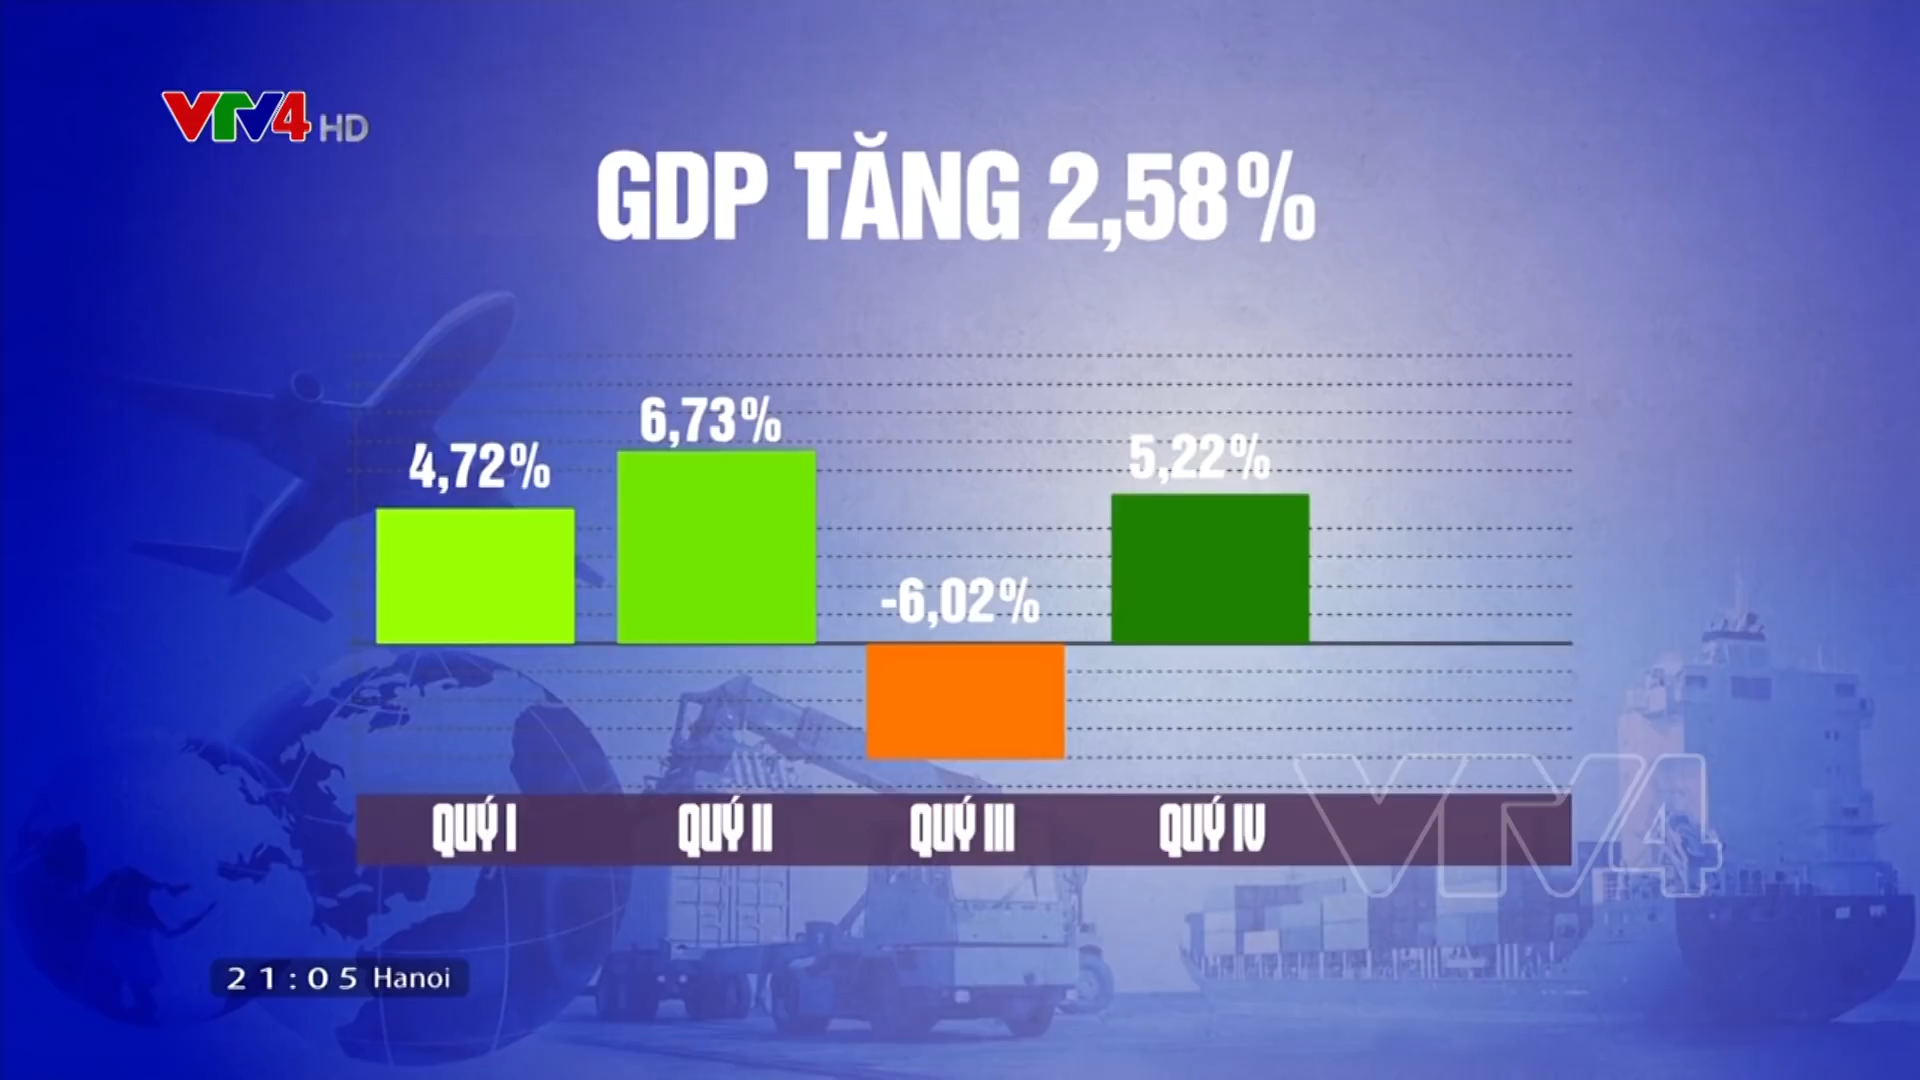 VTV4 HD
GDP TĂNG 2,58%
4,72%
6,73%
-6,02%
5,22%
QUÝ I
QUÝ II
QUÝ III
QUÝ IV
VTV4
21:05 Hanoi